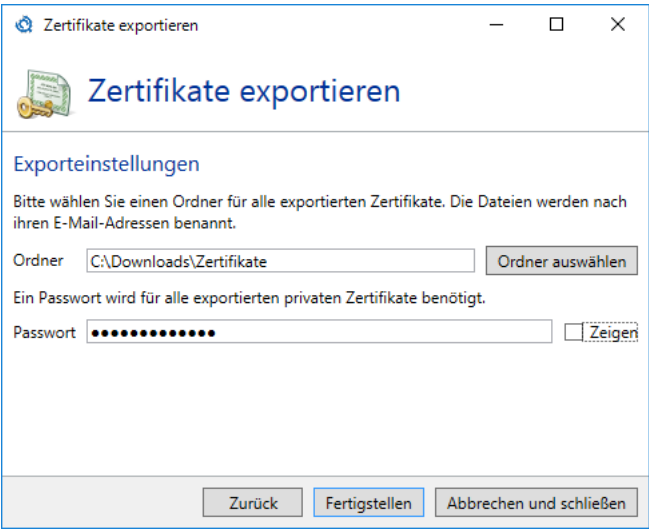 Zertifikate exportieren
Zertifikate exportieren
Exporteinstellungen
Bitte wählen Sie einen Ordner für alle exportierten Zertifikate. Die Dateien werden nach
ihren E-Mail-Adressen benannt.
Ordner C:\Downloads\Zertifikate Ordner auswählen
Ein Passwort wird für alle exportierten privaten Zertifikate benötigt.
Passwort ●●●●●●●●●●●●● Zeigen
Zurück Fertigstellen Abbrechen und schließen